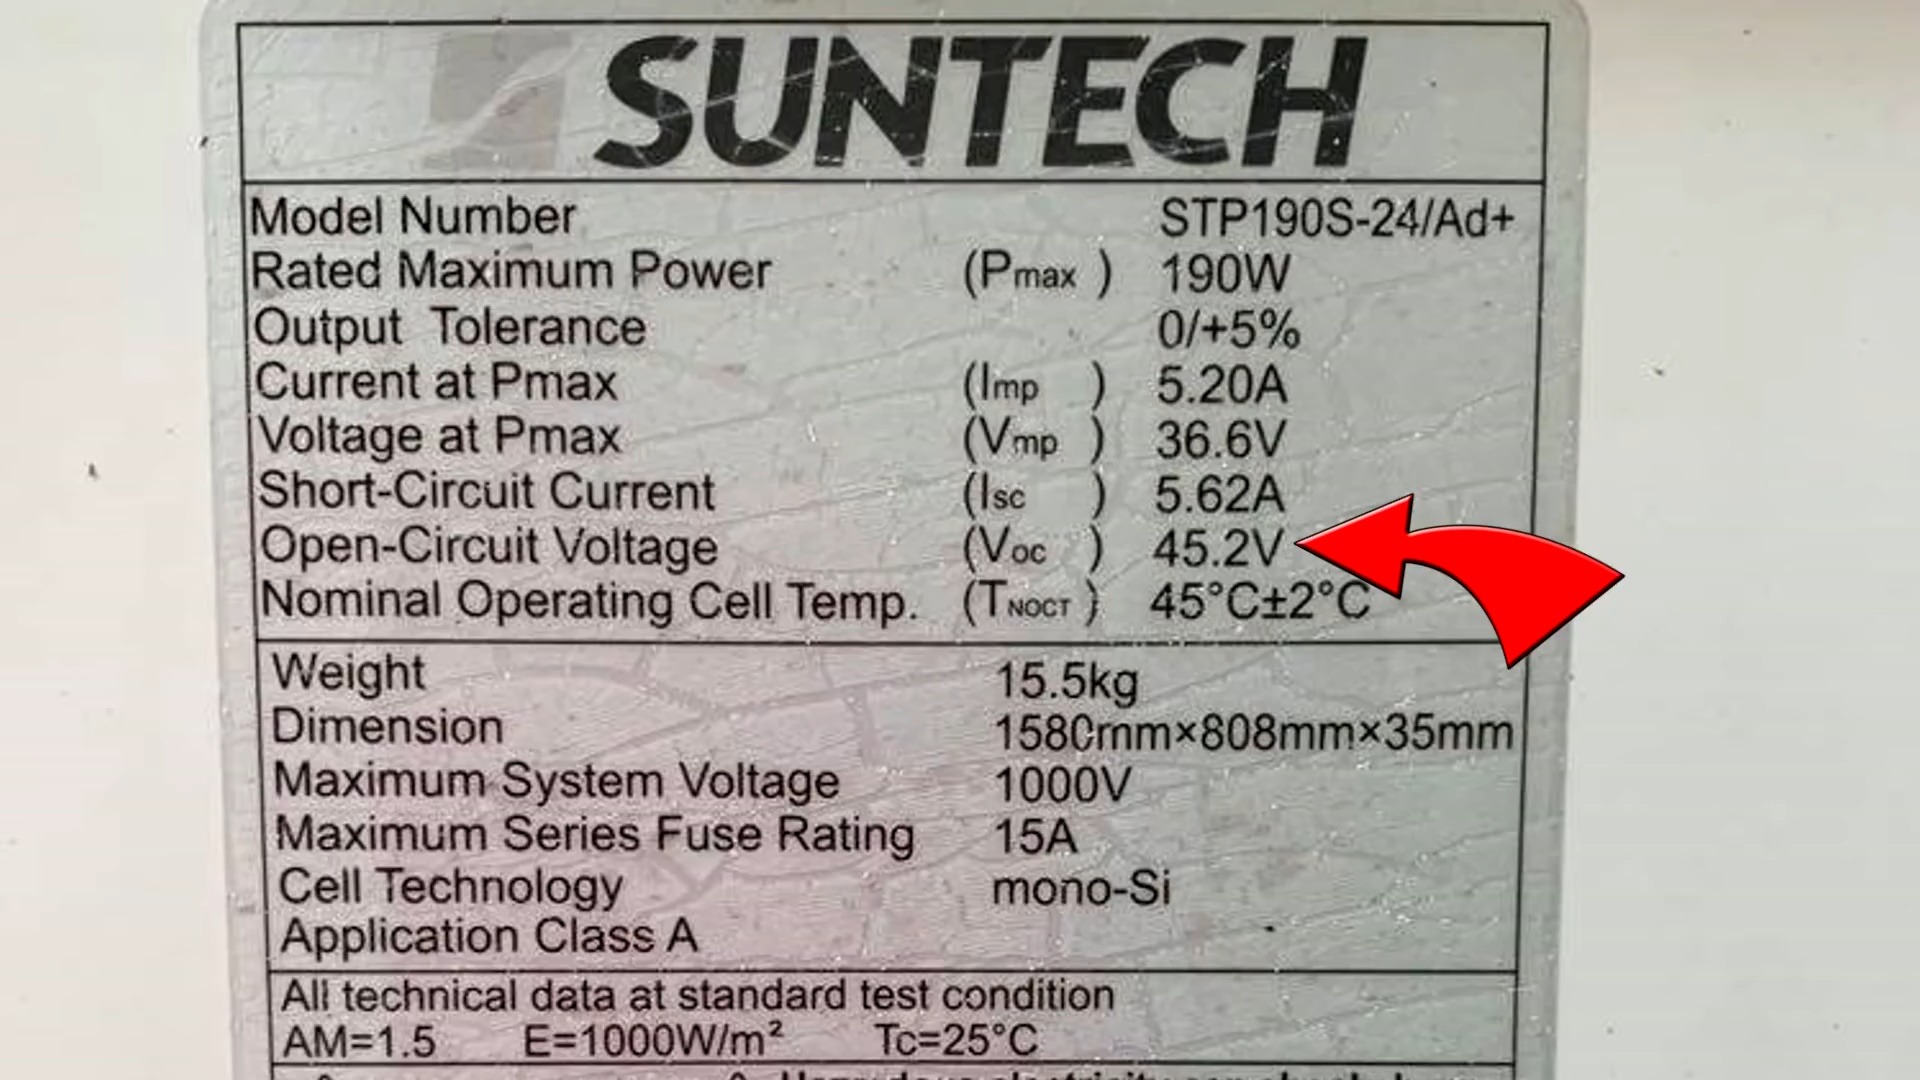 SUNTECH
Model Number STP190S-24/Ad+
Rated Maximum Power (Pmax) 190W
Output Tolerance 0/+5%
Current at Pmax (Imp) 5.20A
Voltage at Pmax (Vmp) 36.6V
Short-Circuit Current (Isc) 5.62A
Open-Circuit Voltage (Voc) 45.2V
Nominal Operating Cell Temp. (TNOCT) 45°C±2°C
Weight 15.5kg
Dimension 1580mm×808mm×35mm
Maximum System Voltage 1000V
Maximum Series Fuse Rating 15A
Cell Technology mono-Si
Application Class A
All technical data at standard test condition
AM=1.5 E=1000W/m² Tc=25°C